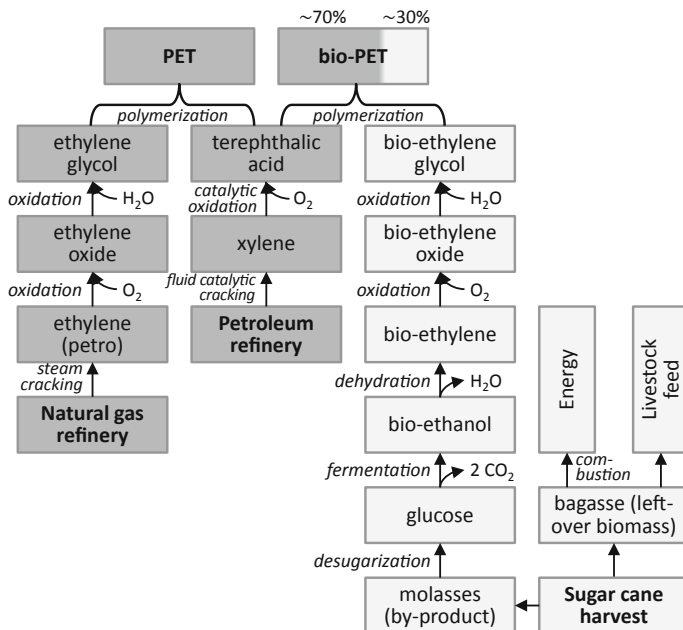 ~70%
~30%
PET
bio-PET
polymerization
polymerization
ethylene
glycol
terephthalic
acid
bio-ethylene
glycol
oxidation
H₂O
catalytic
oxidation
O₂
oxidation
H₂O
ethylene
oxide
xylene
bio-ethylene
oxide
oxidation
O₂
fluid catalytic
cracking
oxidation
O₂
ethylene
(petro)
Petroleum
refinery
bio-ethylene
Energy
Livestock
feed
steam
cracking
dehydration
H₂O
Natural gas
refinery
bio-ethanol
fermentation
2 CO₂
com-
bustion
glucose
bagasse (left-
over biomass)
desugarization
molasses
(by-product)
Sugar cane
harvest